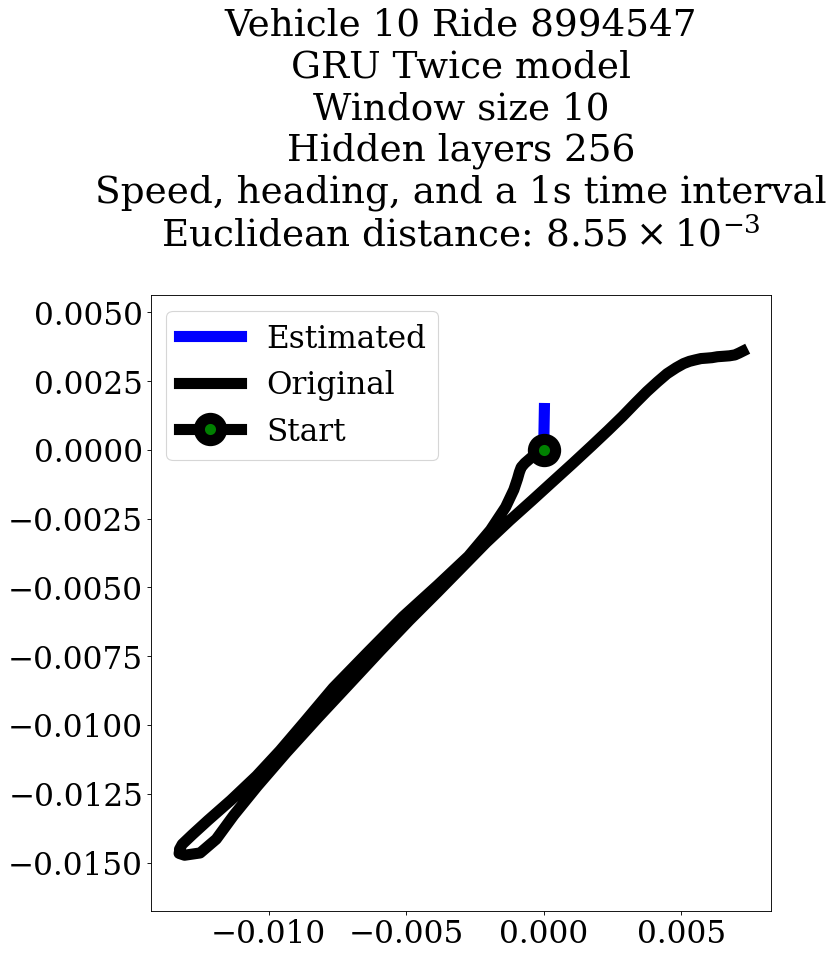 Vehicle 10 Ride 8994547
GRU Twice model
Window size 10
Hidden layers 256
Speed, heading, and a 1s time interval
Euclidean distance: 8.55 × 10⁻³
Estimated
Original
Start
0.0050
0.0025
0.0000
−0.0025
−0.0050
−0.0075
−0.0100
−0.0125
−0.0150
−0.010 −0.005 0.000 0.005